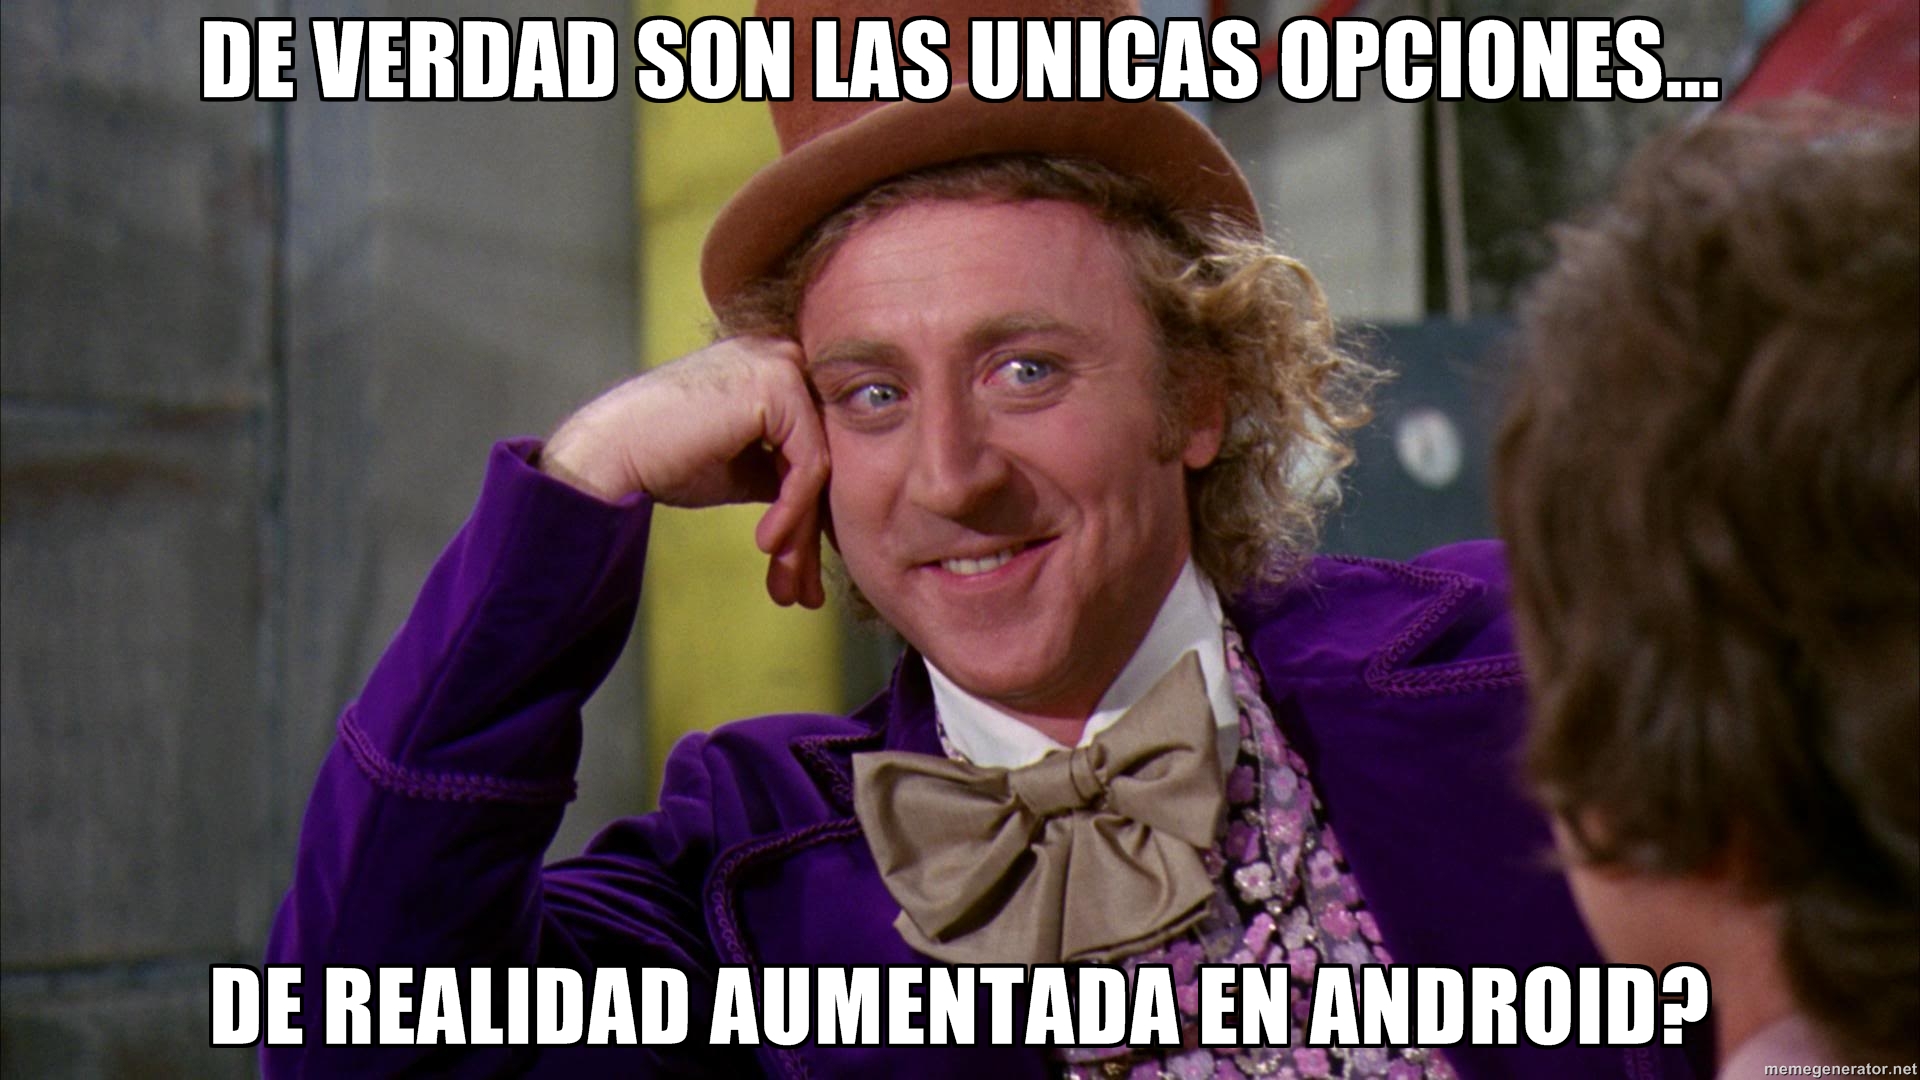 DE VERDAD SON LAS UNICAS OPCIONES...
DE REALIDAD AUMENTADA EN ANDROID?
memegenerator.net